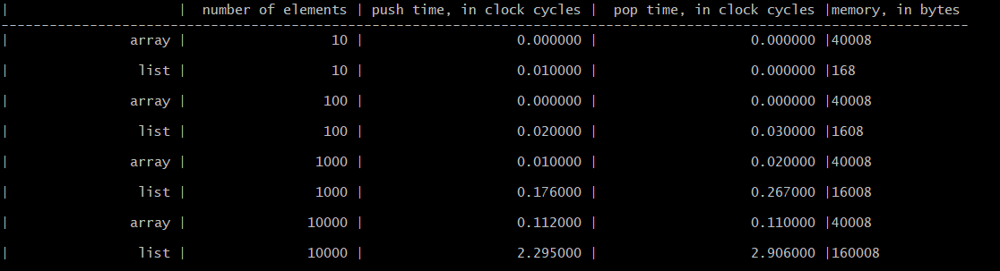 | | number of elements | push time, in clock cycles | pop time, in clock cycles |memory, in bytes
------------------------------------------------------------------------------------------------------------------------
| array | 10 | 0.000000 | 0.000000 |40008
| list | 10 | 0.010000 | 0.000000 |168
| array | 100 | 0.000000 | 0.000000 |40008
| list | 100 | 0.020000 | 0.030000 |1608
| array | 1000 | 0.010000 | 0.020000 |40008
| list | 1000 | 0.176000 | 0.267000 |16008
| array | 10000 | 0.112000 | 0.110000 |40008
| list | 10000 | 2.295000 | 2.906000 |160008